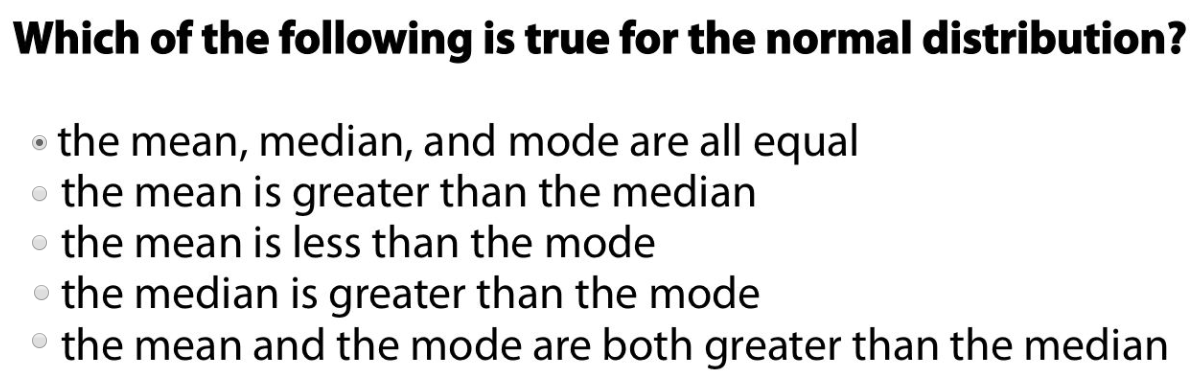 Which of the following is true for the normal distribution?
the mean, median, and mode are all equal
the mean is greater than the median
the mean is less than the mode
the median is greater than the mode
the mean and the mode are both greater than the median